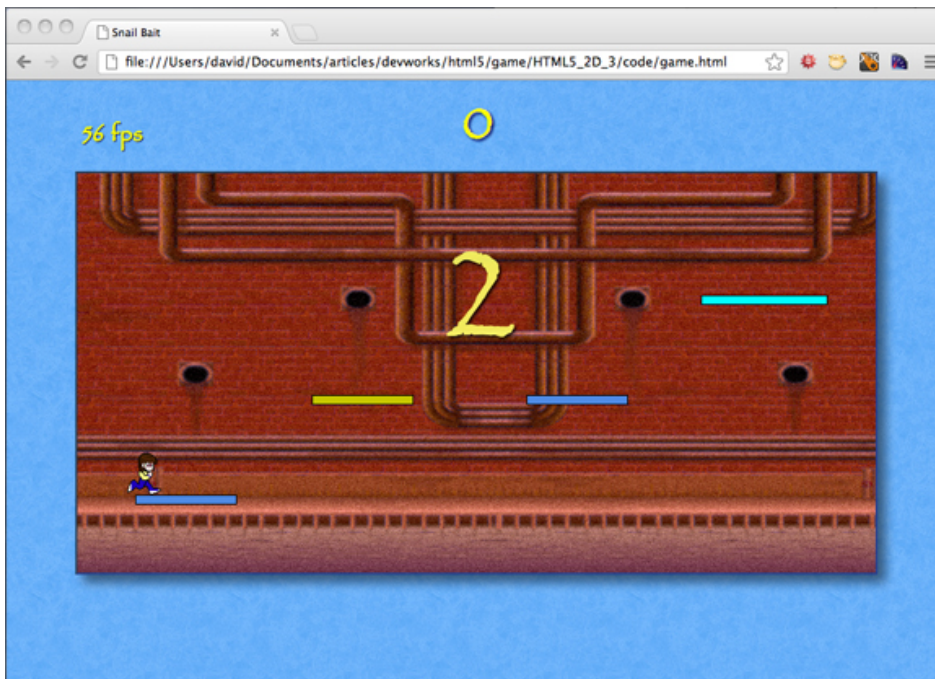 Snail Bait
file:///Users/david/Documents/articles/devworks/html5/game/HTML5_2D_3/code/game.html
56 fps
0
2